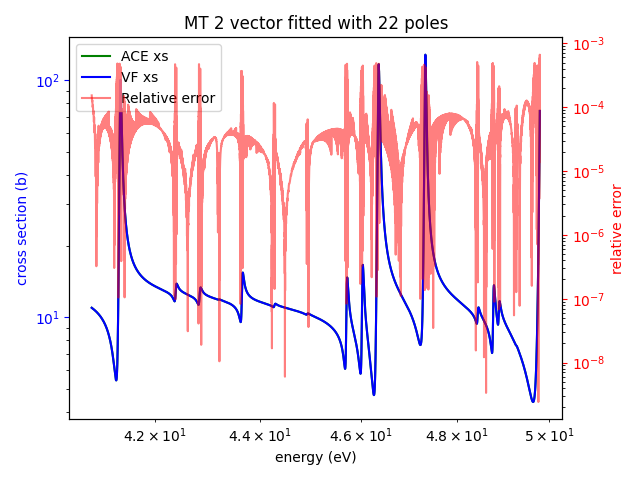 MT 2 vector fitted with 22 poles
ACE xs
VF xs
Relative error
10²
10¹
cross section (b)
10⁻³
10⁻⁴
10⁻⁵
10⁻⁶
10⁻⁷
10⁻⁸
relative error
4.2 × 10¹
4.4 × 10¹
4.6 × 10¹
4.8 × 10¹
5 × 10¹
energy (eV)